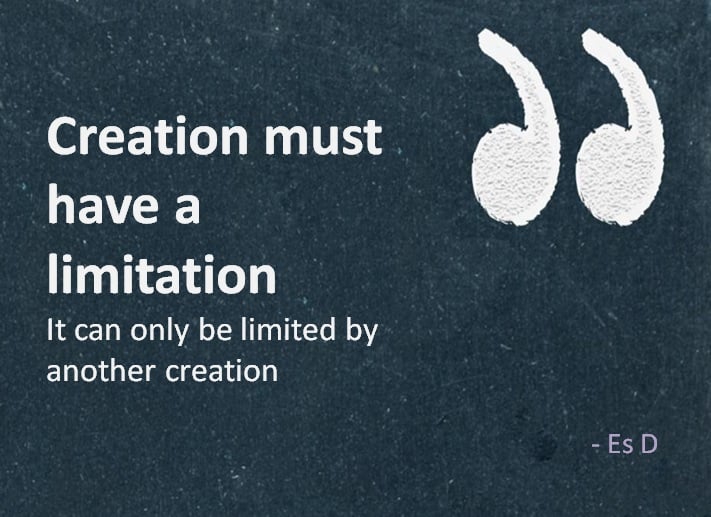 Creation must
have a
limitation
It can only be limited by
another creation
- Es D